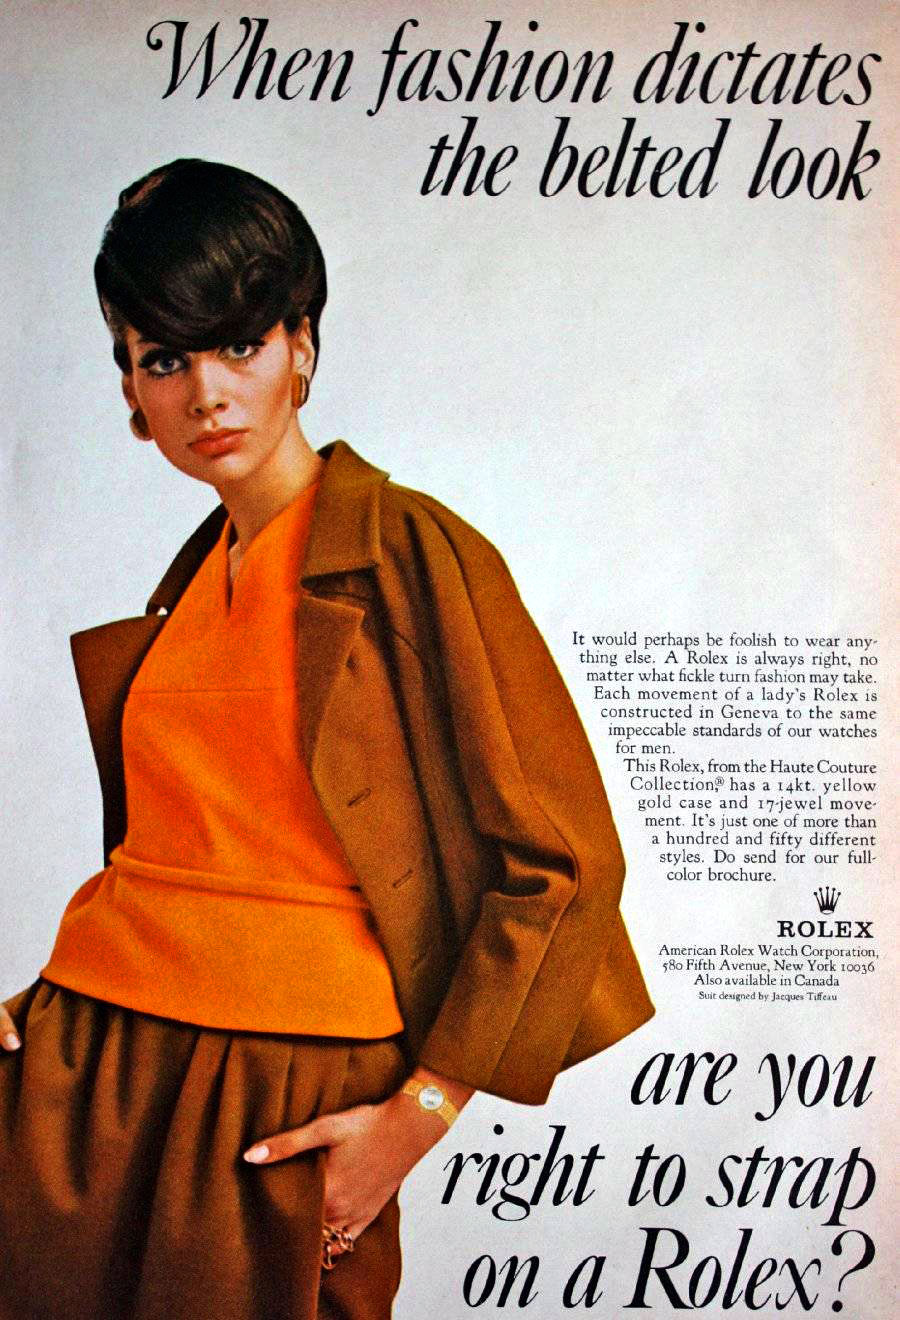 When fashion dictates
the belted look
It would perhaps be foolish to wear any-
thing else. A Rolex is always right, no
matter what fickle turn fashion may take.
Each movement of a lady's Rolex is
constructed in Geneva to the same
impeccable standards of our watches
for men.
This Rolex, from the Haute Couture
Collection,® has a 14kt. yellow
gold case and 17-jewel move-
ment. It's just one of more than
a hundred and fifty different
styles. Do send for our full-
color brochure.
ROLEX
American Rolex Watch Corporation,
580 Fifth Avenue, New York 10036
Also available in Canada
Suit designed by Jacques Tiffeau
are you
right to strap
on a Rolex?